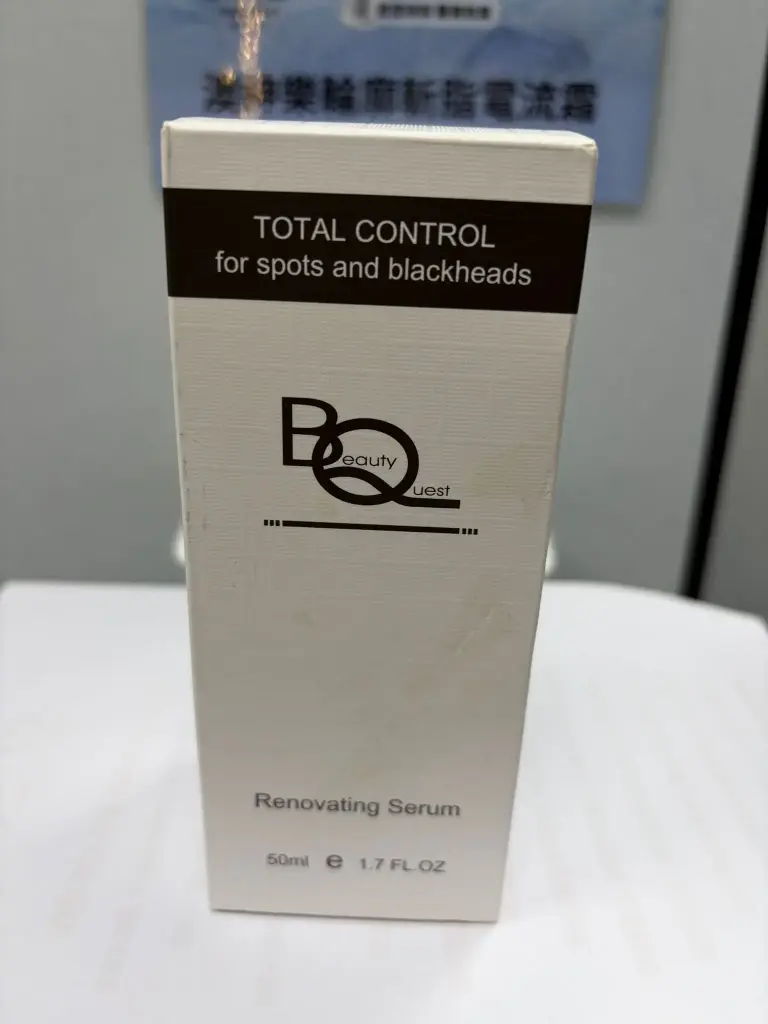 TOTAL CONTROL
for spots and blackheads
Beauty
Quest
Renovating Serum
50ml e 1.7 FL.OZ